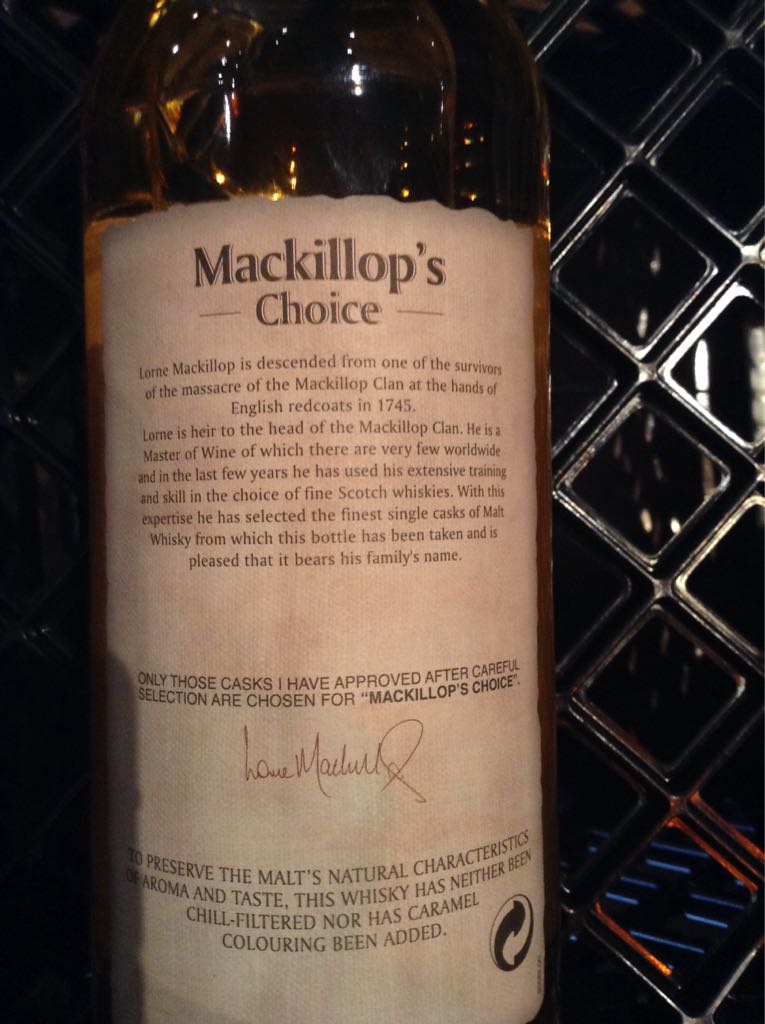 Mackillop's
Choice
Lorne Mackillop is descended from one of the survivors
of the massacre of the Mackillop Clan at the hands of
English redcoats in 1745.
Lorne is heir to the head of the Mackillop Clan. He is a
Master of Wine of which there are very few worldwide
and in the last few years he has used his extensive training
and skill in the choice of fine Scotch whiskies. With this
expertise he has selected the finest single casks of Malt
Whisky from which this bottle has been taken and is
pleased that it bears his family's name.
ONLY THOSE CASKS I HAVE APPROVED AFTER CAREFUL
SELECTION ARE CHOSEN FOR "MACKILLOP'S CHOICE".
Lorne Mackillop
TO PRESERVE THE MALT'S NATURAL CHARACTERISTICS
OF AROMA AND TASTE, THIS WHISKY HAS NEITHER BEEN
CHILL-FILTERED NOR HAS CARAMEL
COLOURING BEEN ADDED.